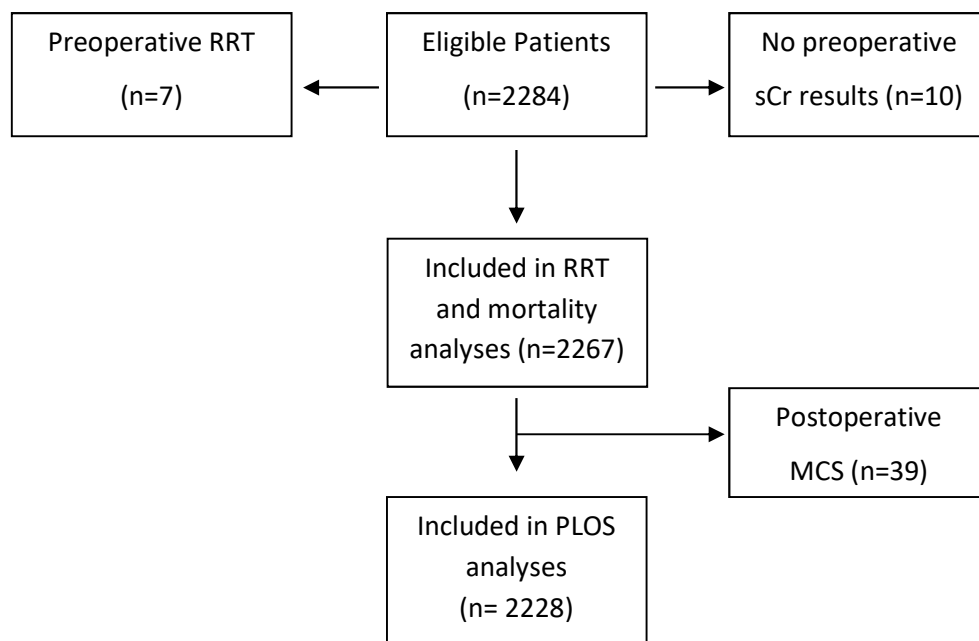 Preoperative RRT
(n=7)
Eligible Patients
(n=2284)
No preoperative
sCr results (n=10)
Included in RRT
and mortality
analyses (n=2267)
Postoperative
MCS (n=39)
Included in PLOS
analyses
(n= 2228)